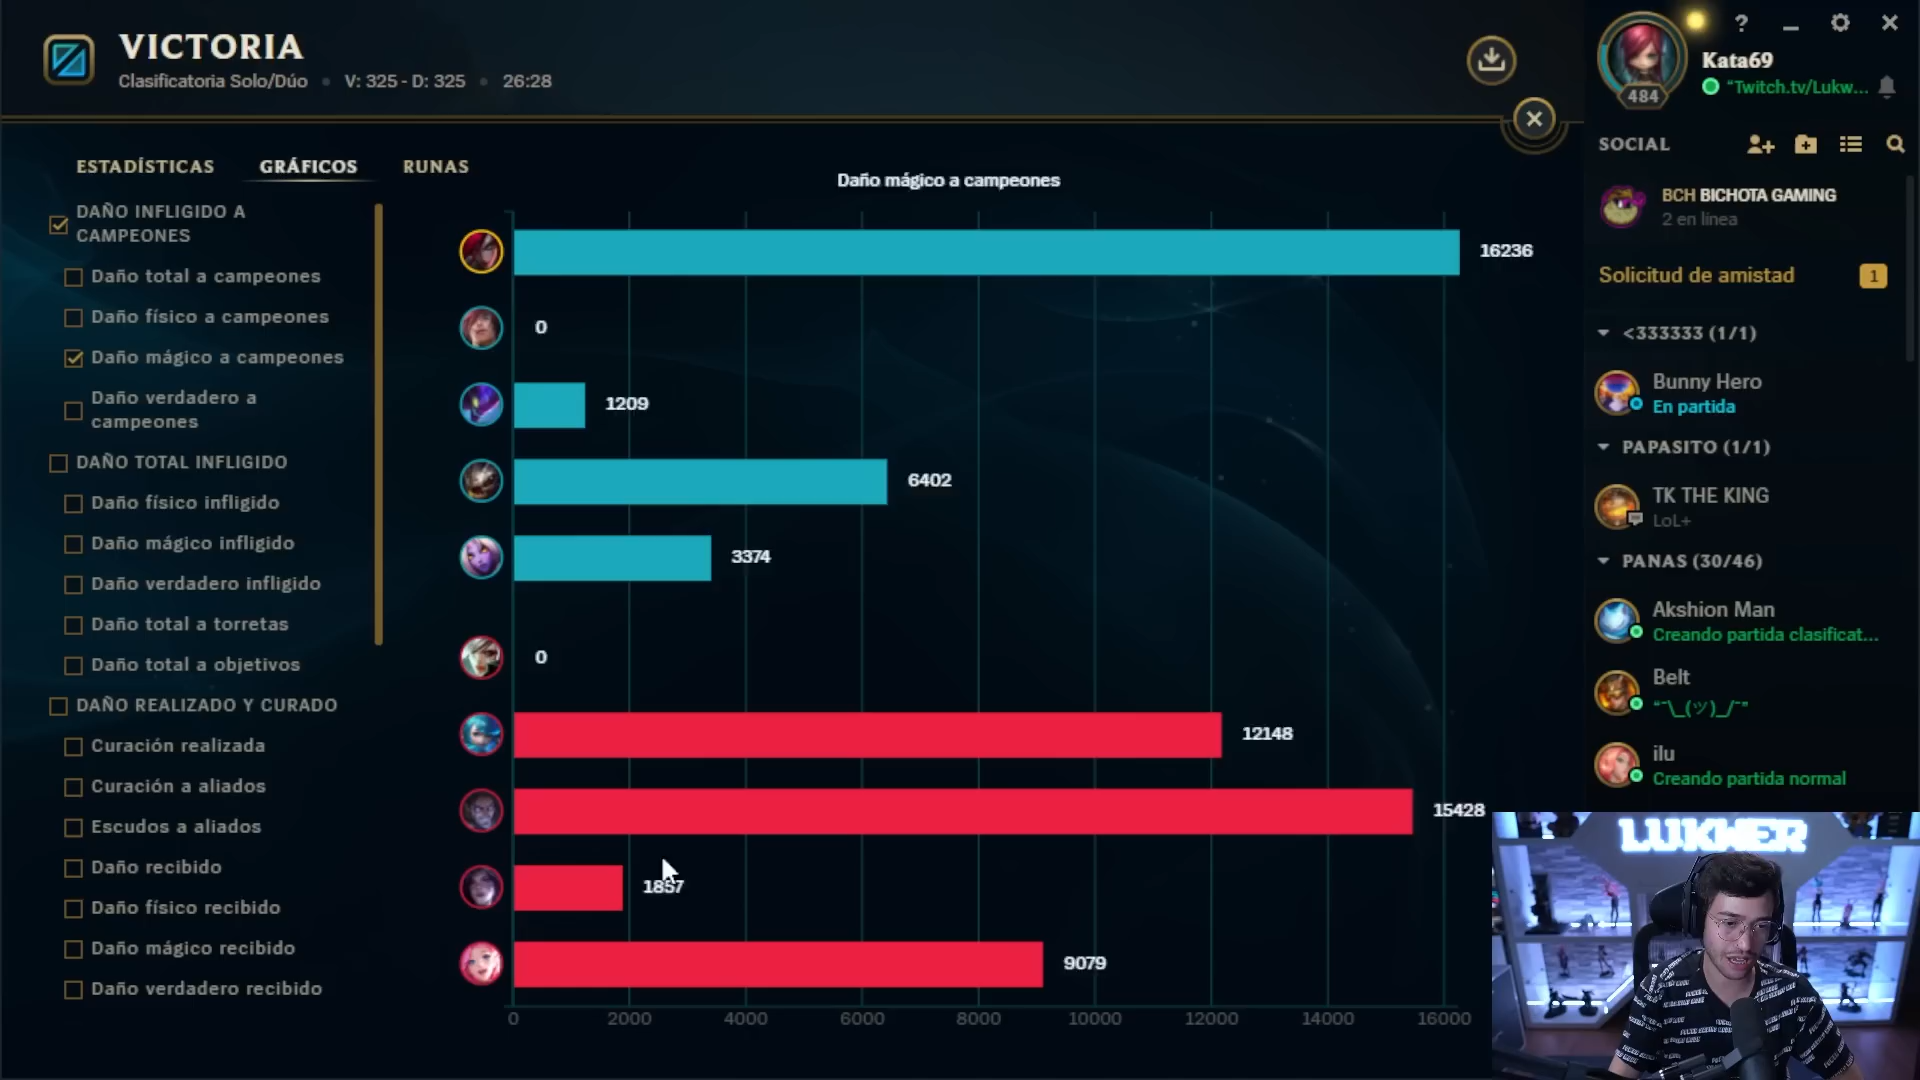 VICTORIA
Clasificatoria Solo/Dúo • V: 325 - D: 325 • 26:28
ESTADÍSTICAS
GRÁFICOS
RUNAS
DAÑO INFLIGIDO A
CAMPEONES
Daño total a campeones
Daño físico a campeones
Daño mágico a campeones
Daño verdadero a
campeones
DAÑO TOTAL INFLIGIDO
Daño físico infligido
Daño mágico infligido
Daño verdadero infligido
Daño total a torretas
Daño total a objetivos
DAÑO REALIZADO Y CURADO
Curación realizada
Curación a aliados
Escudos a aliados
Daño recibido
Daño físico recibido
Daño mágico recibido
Daño verdadero recibido
Daño mágico a campeones
16236
0
1209
6402
3374
0
12148
15428
1857
9079
0
2000
4000
6000
8000
10000
12000
14000
16000
?
484
Kata69
“Twitch.tv/Lukw...
SOCIAL
BCH BICHOTA GAMING
2 en línea
Solicitud de amistad
1
<333333 (1/1)
Bunny Hero
En partida
PAPASITO (1/1)
TK THE KING
LoL+
PANAS (30/46)
Akshion Man
Creando partida clasificat...
Belt
“¯\_(ツ)_/¯”
ilu
Creando partida normal
LUKWER